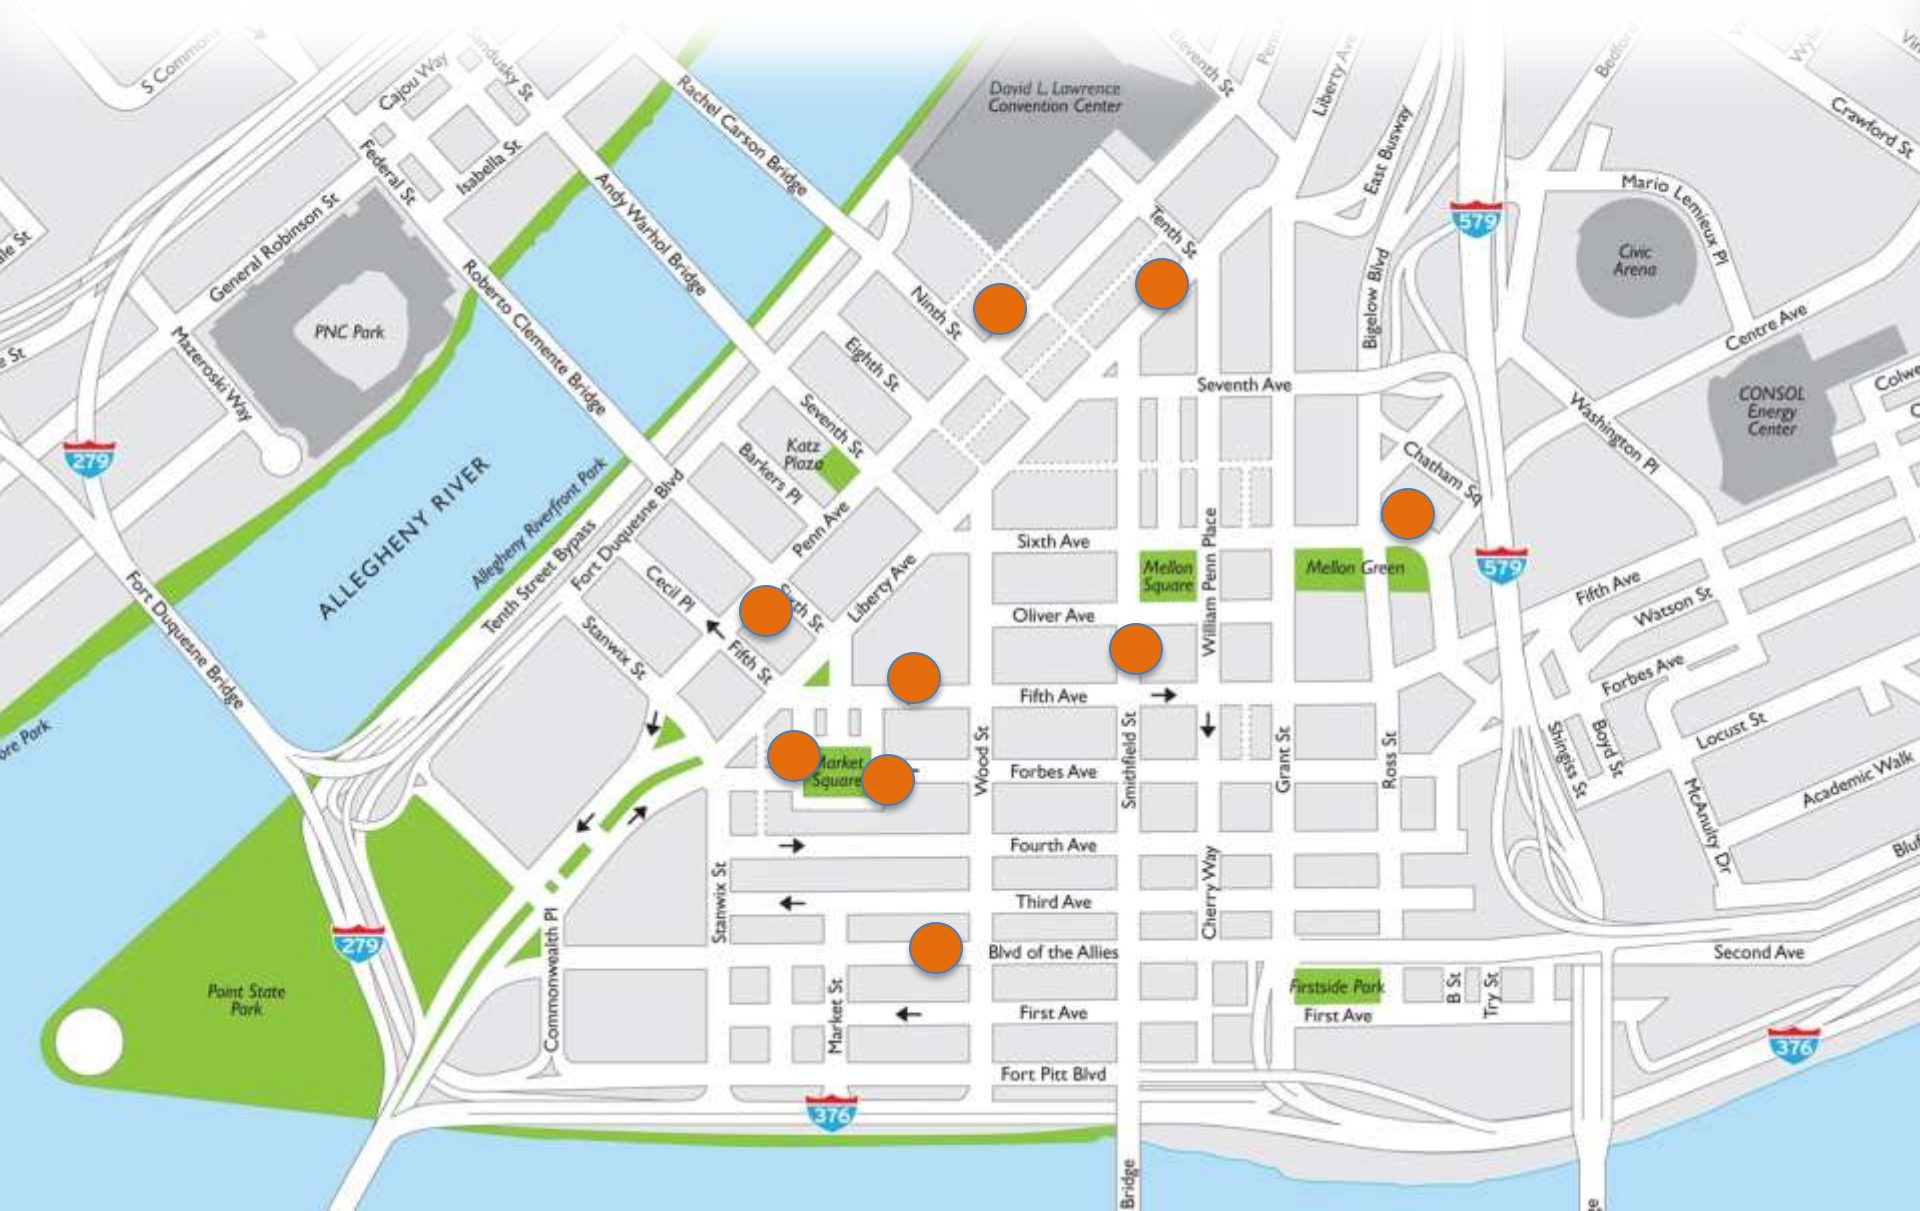 S Commons
Cajou Way
Sandusky St
Eleventh St
Penn
Liberty Ave
Bedford
Wylie
Crawford St
David L. Lawrence
Convention Center
Rachel Carson Bridge
East Busway
Federal St
Isabella St
General Robinson St
Andy Warhol Bridge
Mario Lemieux Pl
579
Tenth St
Civic
Arena
Roberto Clemente Bridge
Bigelow Blvd
Ninth St
PNC Park
Mazeroski Way
Eighth St
Centre Ave
Seventh Ave
CONSOL
Energy
Center
Washington Pl
Seventh St
Katz
Plaza
Barkers Pl
279
ALLEGHENY RIVER
Allegheny Riverfront Park
Tenth Street Bypass
Fort Duquesne Blvd
Penn Ave
Chatham Sq
Sixth Ave
William Penn Place
Mellon
Square
Mellon Green
579
Fifth Ave
Watson St
Fort Duquesne Bridge
Cecil Pl
Sixth St
Liberty Ave
Oliver Ave
Stanwix St
Fifth St
Fifth Ave
Forbes Ave
Locust St
Shingiss St
Boyd St
Market
Square
Wood St
Smithfield St
Grant St
Ross St
Forbes Ave
McAnulty Dr
Academic Walk
Fourth Ave
Stanwix St
Cherry Way
Third Ave
279
Commonwealth Pl
Blvd of the Allies
Second Ave
Point State
Park
Market St
Firstside Park
B St
Try St
First Ave
First Ave
376
Fort Pitt Blvd
376
Bridge